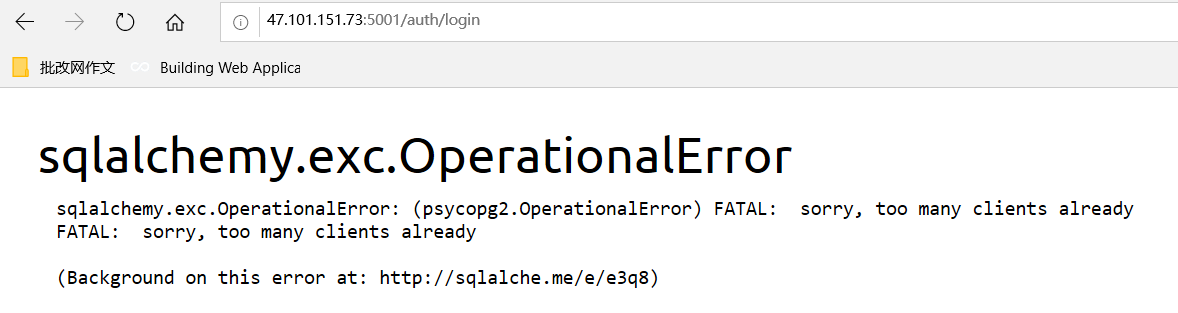 47.101.151.73:5001/auth/login
批改网作文 Building Web Applica
sqlalchemy.exc.OperationalError
sqlalchemy.exc.OperationalError: (psycopg2.OperationalError) FATAL:  sorry, too many clients already
FATAL:  sorry, too many clients already
(Background on this error at: http://sqlalche.me/e/e3q8)